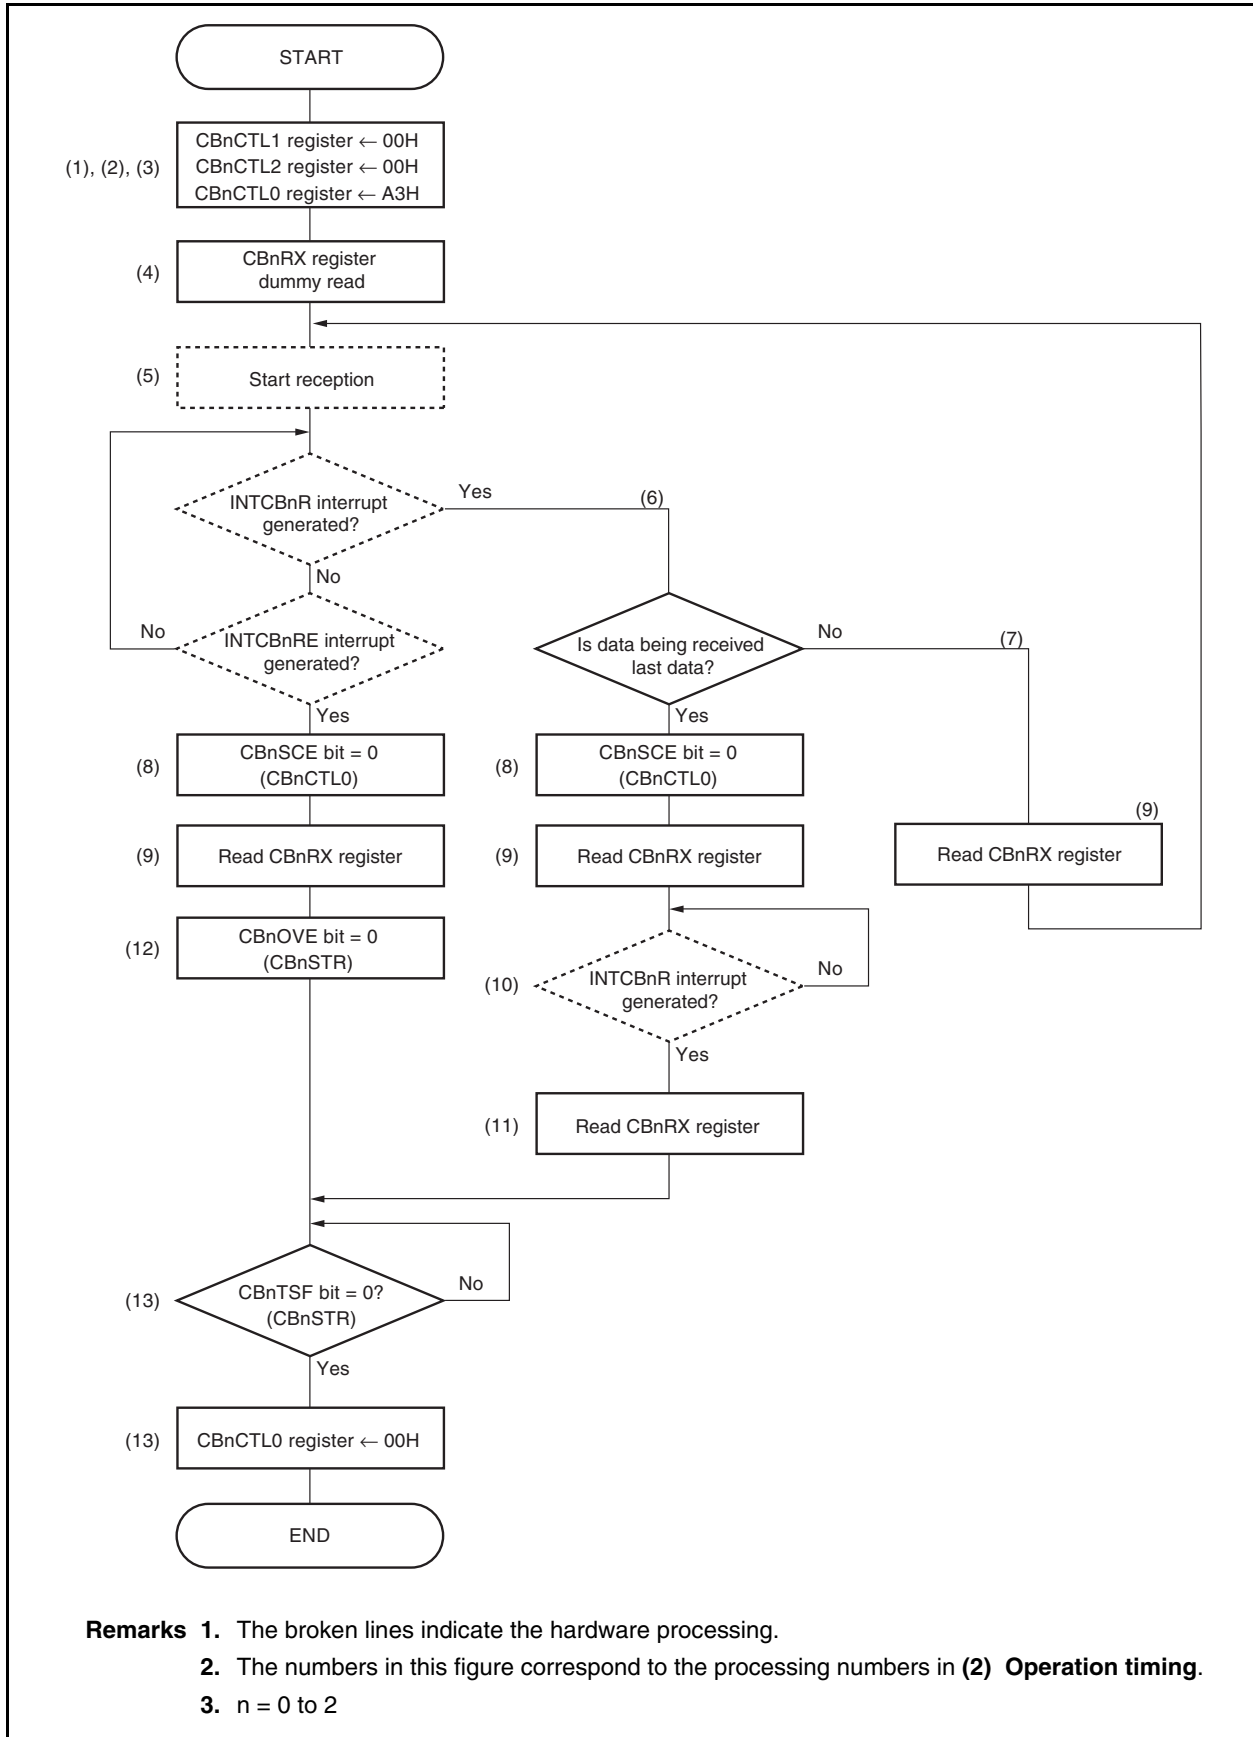 START
(1), (2), (3)
CBnCTL1 register ← 00H
CBnCTL2 register ← 00H
CBnCTL0 register ← A3H
(4)
CBnRX register
dummy read
(5)
Start reception
INTCBnR interrupt
generated?
Yes
(6)
No
INTCBnRE interrupt
generated?
No
Yes
Is data being received
last data?
No
(7)
Yes
(8)
CBnSCE bit = 0
(CBnCTL0)
(8)
CBnSCE bit = 0
(CBnCTL0)
(9)
Read CBnRX register
(9)
Read CBnRX register
(9)
Read CBnRX register
(12)
CBnOVE bit = 0
(CBnSTR)
(10)
INTCBnR interrupt
generated?
No
Yes
(11)
Read CBnRX register
(13)
CBnTSF bit = 0?
(CBnSTR)
No
Yes
(13)
CBnCTL0 register ← 00H
END
Remarks 1. The broken lines indicate the hardware processing.
2. The numbers in this figure correspond to the processing numbers in (2) Operation timing.
3. n = 0 to 2